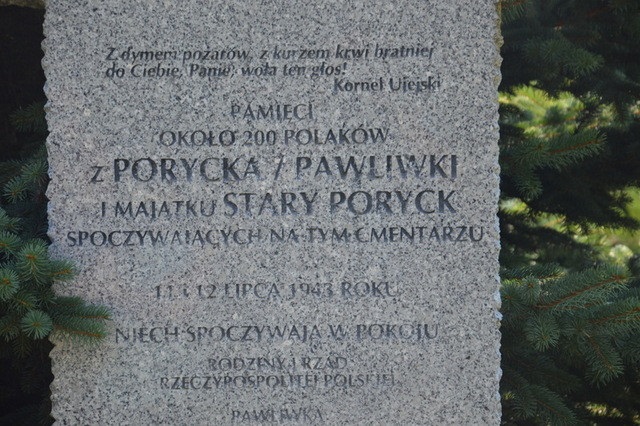 Z dymem pożarów, z kurzem krwi bratniej
do Ciebie, Panie, woła ten głos!
Kornel Ujejski
PAMIĘCI
OKOŁO 200 POLAKÓW
Z PORYCKA / PAWLIWKI
I MAJĄTKU STARY PORYCK
SPOCZYWAJĄCYCH NA TYM CMENTARZU
11 I 12 LIPCA 1943 ROKU
NIECH SPOCZYWAJĄ W POKOJU
RODZINY I RZĄD
RZECZYPOSPOLITEJ POLSKIEJ
PAWLIWKA